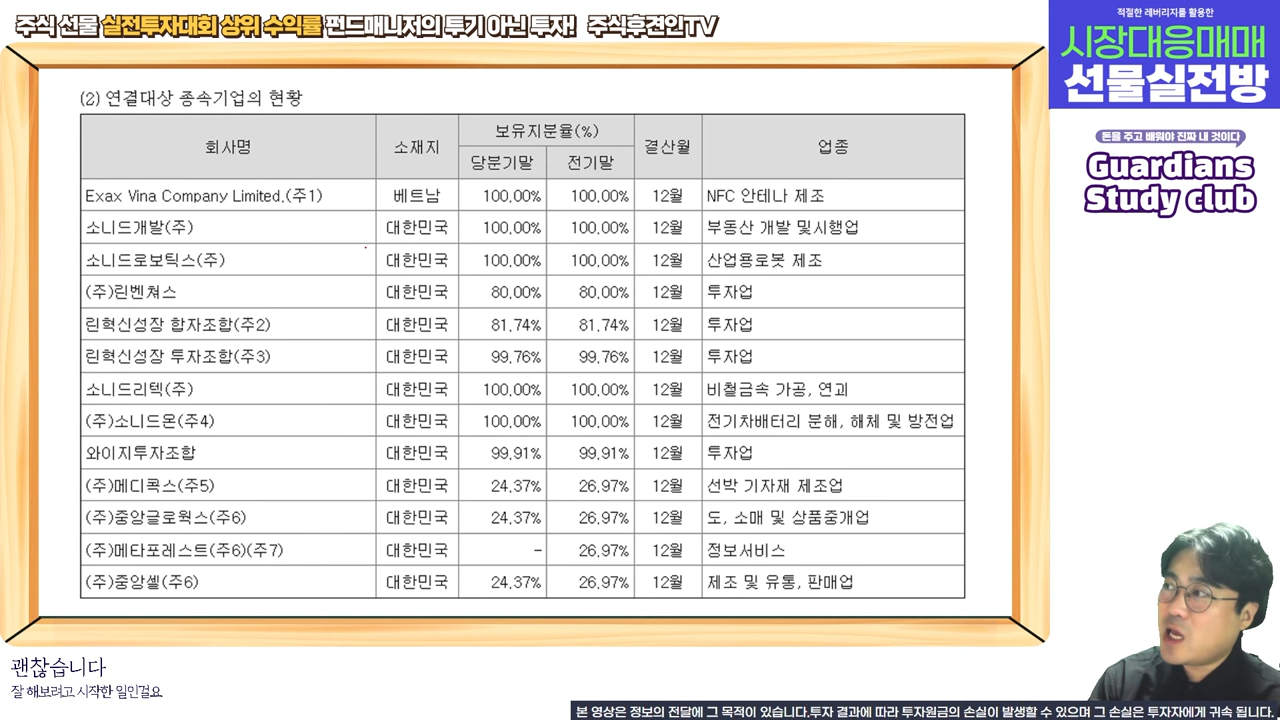 주식 선물 실전투자대회 상위 수익률 펀드매니저의 투기 아닌 투자! 주식후견인TV
적절한 레버리지를 활용한
시장대응매매
선물실전방
돈을 주고 배워야 진짜 내 것이다
Guardians
Study club
(2) 연결대상 종속기업의 현황
회사명 소재지 보유지분율(%) 결산월 업종
당분기말 전기말
Exax Vina Company Limited.(주1) 베트남 100.00% 100.00% 12월 NFC 안테나 제조
소니드개발(주) 대한민국 100.00% 100.00% 12월 부동산 개발 및시행업
소니드로보틱스(주) 대한민국 100.00% 100.00% 12월 산업용로봇 제조
(주)린벤쳐스 대한민국 80.00% 80.00% 12월 투자업
린혁신성장 합자조합(주2) 대한민국 81.74% 81.74% 12월 투자업
린혁신성장 투자조합(주3) 대한민국 99.76% 99.76% 12월 투자업
소니드리텍(주) 대한민국 100.00% 100.00% 12월 비철금속 가공, 연괴
(주)소니드온(주4) 대한민국 100.00% 100.00% 12월 전기차배터리 분해, 해체 및 방전업
와이지투자조합 대한민국 99.91% 99.91% 12월 투자업
(주)메디콕스(주5) 대한민국 24.37% 26.97% 12월 선박 기자재 제조업
(주)중앙글로웍스(주6) 대한민국 24.37% 26.97% 12월 도, 소매 및 상품중개업
(주)메타포레스트(주6)(주7) 대한민국 - 26.97% 12월 정보서비스
(주)중앙셀(주6) 대한민국 24.37% 26.97% 12월 제조 및 유통, 판매업
괜찮습니다
잘 해보려고 시작한 일인걸요
본 영상은 정보의 전달에 그 목적이 있습니다.투자 결과에 따라 투자원금의 손실이 발생할 수 있으며 그 손실은 투자자에게 귀속 됩니다.